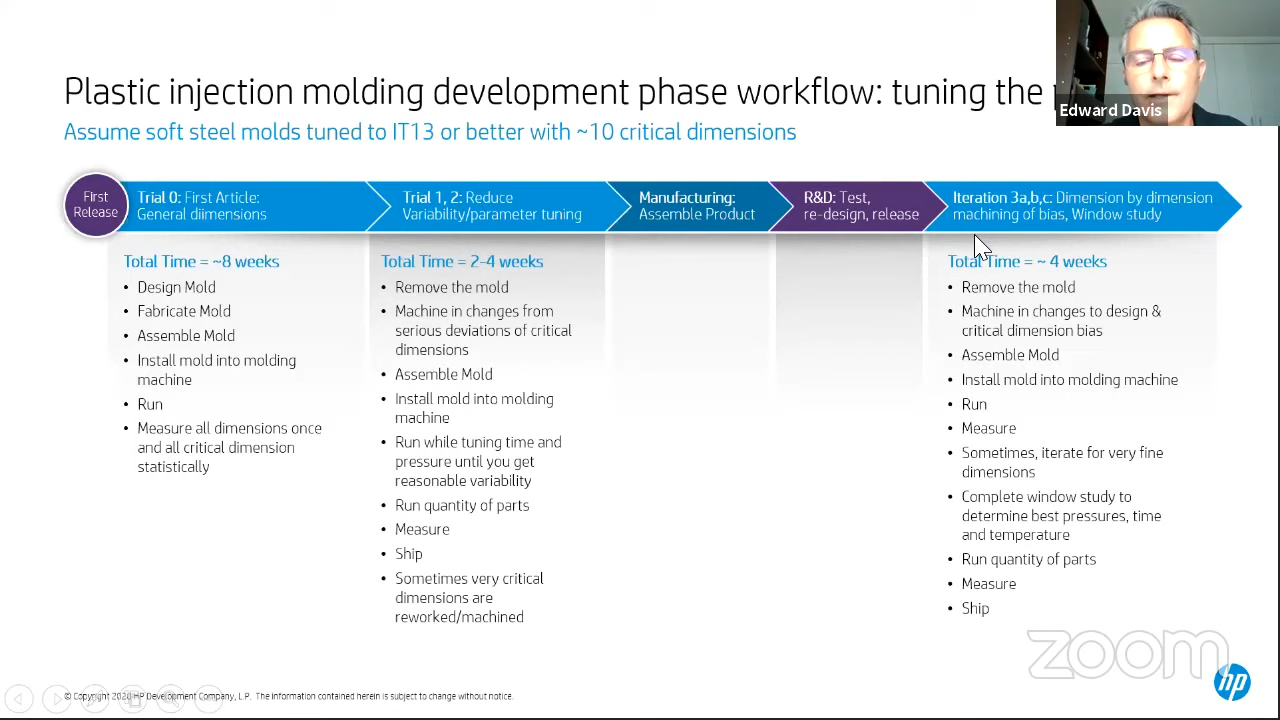 Plastic injection molding development phase workflow: tuning the
Edward Davis
Assume soft steel molds tuned to IT13 or better with ~10 critical dimensions
First
Release
Trial 0: First Article:
General diimensions
Trial 1, 2: Reduce
Variability/parameter tuning
Manufacturing:
Assemble Product
R&D: Test,
re-design, release
Iteration 3a,b,c: Dimension by dimension
machining of bias, Window study
Total Time = ~8 weeks
• Design Mold
• Fabricate Mold
• Assemble Mold
• Install mold into molding
machine
• Run
• Measure all dimensions once
and all critical dimension
statistically
Total Time = 2-4 weeks
• Remove the mold
• Machine in changes from
serious deviations of critical
dimensions
• Assemble Mold
• Install mold into molding
machine
• Run while tuning time and
pressure until you get
reasonable variability
• Run quantity of parts
• Measure
• Ship
• Sometimes very critical
dimensions are
reworked/machined
Total Time = ~ 4 weeks
• Remove the mold
• Machine in changes to design &
critical dimension bias
• Assemble Mold
• Install mold into molding machine
• Run
• Measure
• Sometimes, iterate for very fine
dimensions
• Complete window study to
determine best pressures, time
and temperature
• Run quantity of parts
• Measure
• Ship
zoom
hp
© Copyright 2020 HP Development Company, L.P. The information contained herein is subject to change without notice.